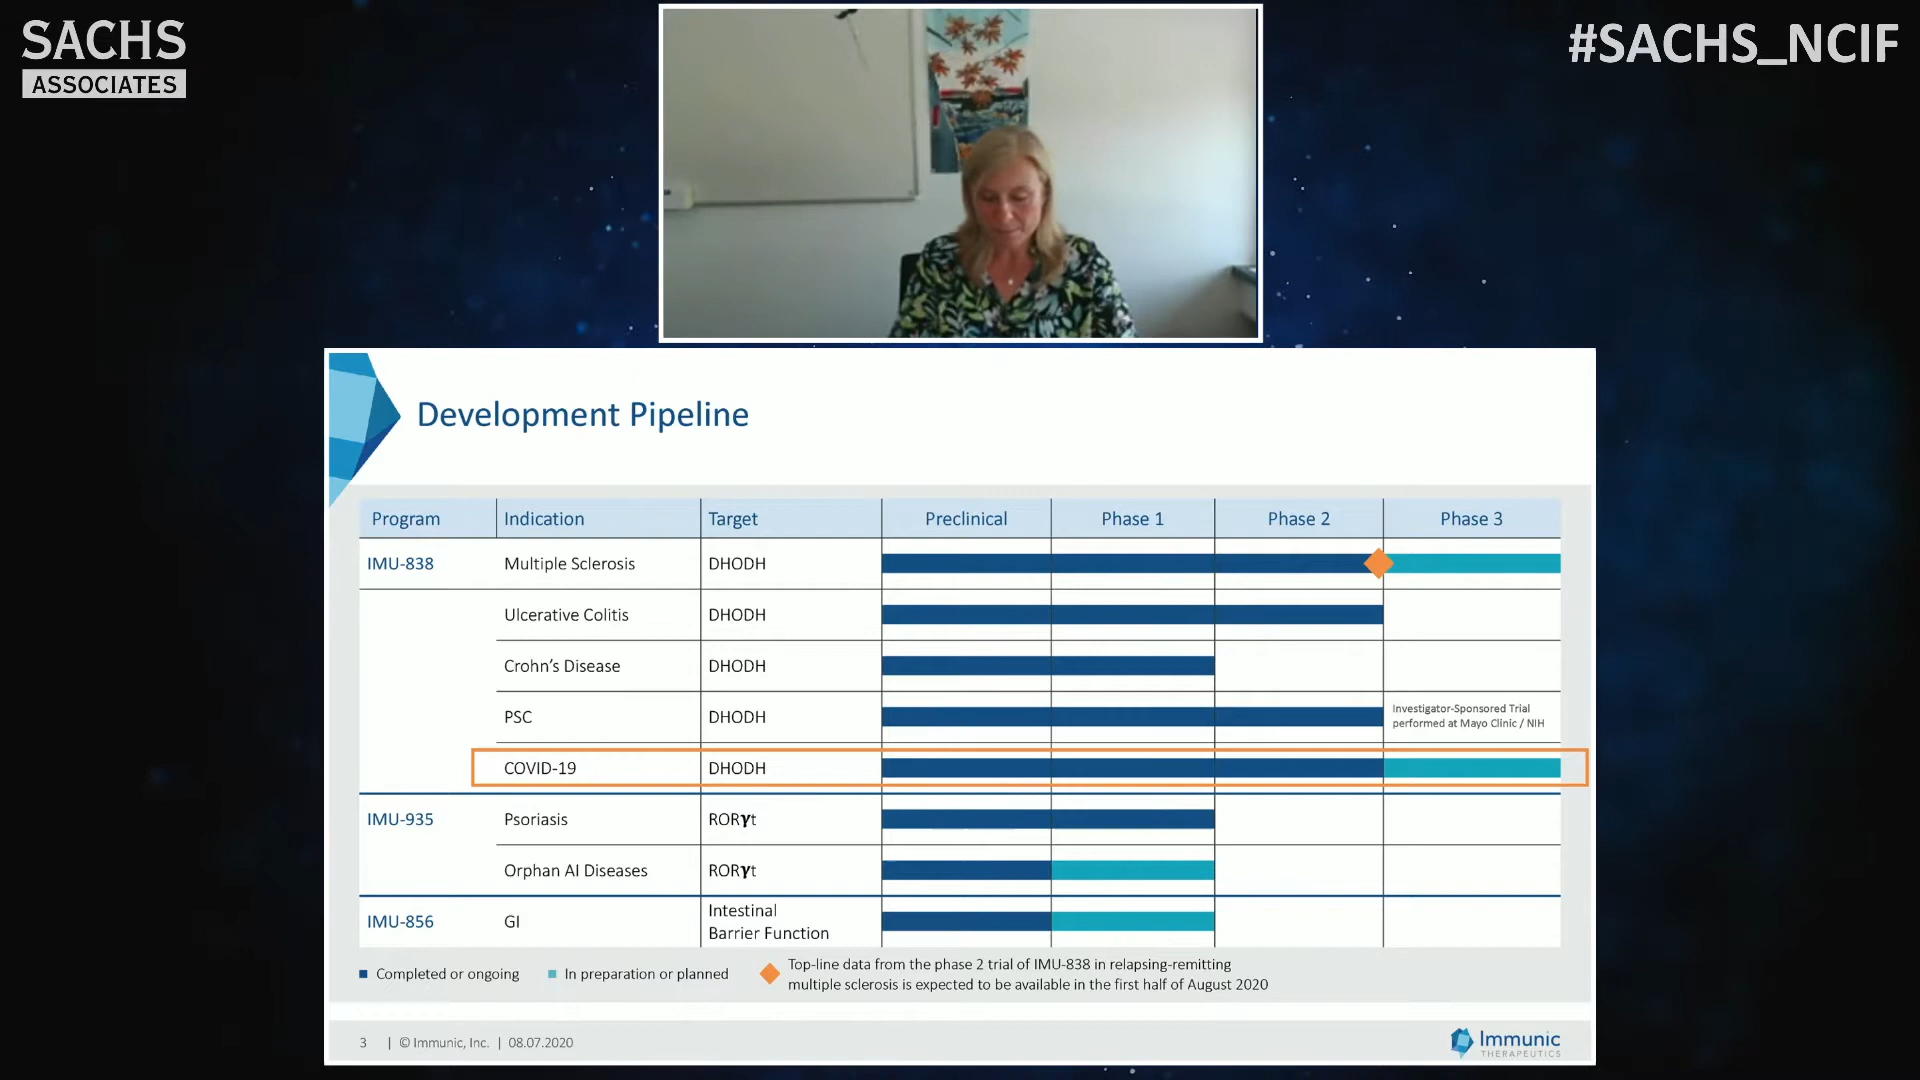 SACHS
ASSOCIATES
#SACHS_NCIF
Development Pipeline
Program Indication Target Preclinical Phase 1 Phase 2 Phase 3
IMU-838 Multiple Sclerosis DHODH
Ulcerative Colitis DHODH
Crohn’s Disease DHODH
PSC DHODH
Investigator-Sponsored Trial
performed at Mayo Clinic / NIH
COVID-19 DHODH
IMU-935 Psoriasis RORγt
Orphan AI Diseases RORγt
IMU-856 GI
Intestinal
Barrier Function
Completed or ongoing In preparation or planned
Top-line data from the phase 2 trial of IMU-838 in relapsing-remitting
multiple sclerosis is expected to be available in the first half of August 2020
3 | © Immunic, Inc. | 08.07.2020
Immunic
THERAPEUTICS